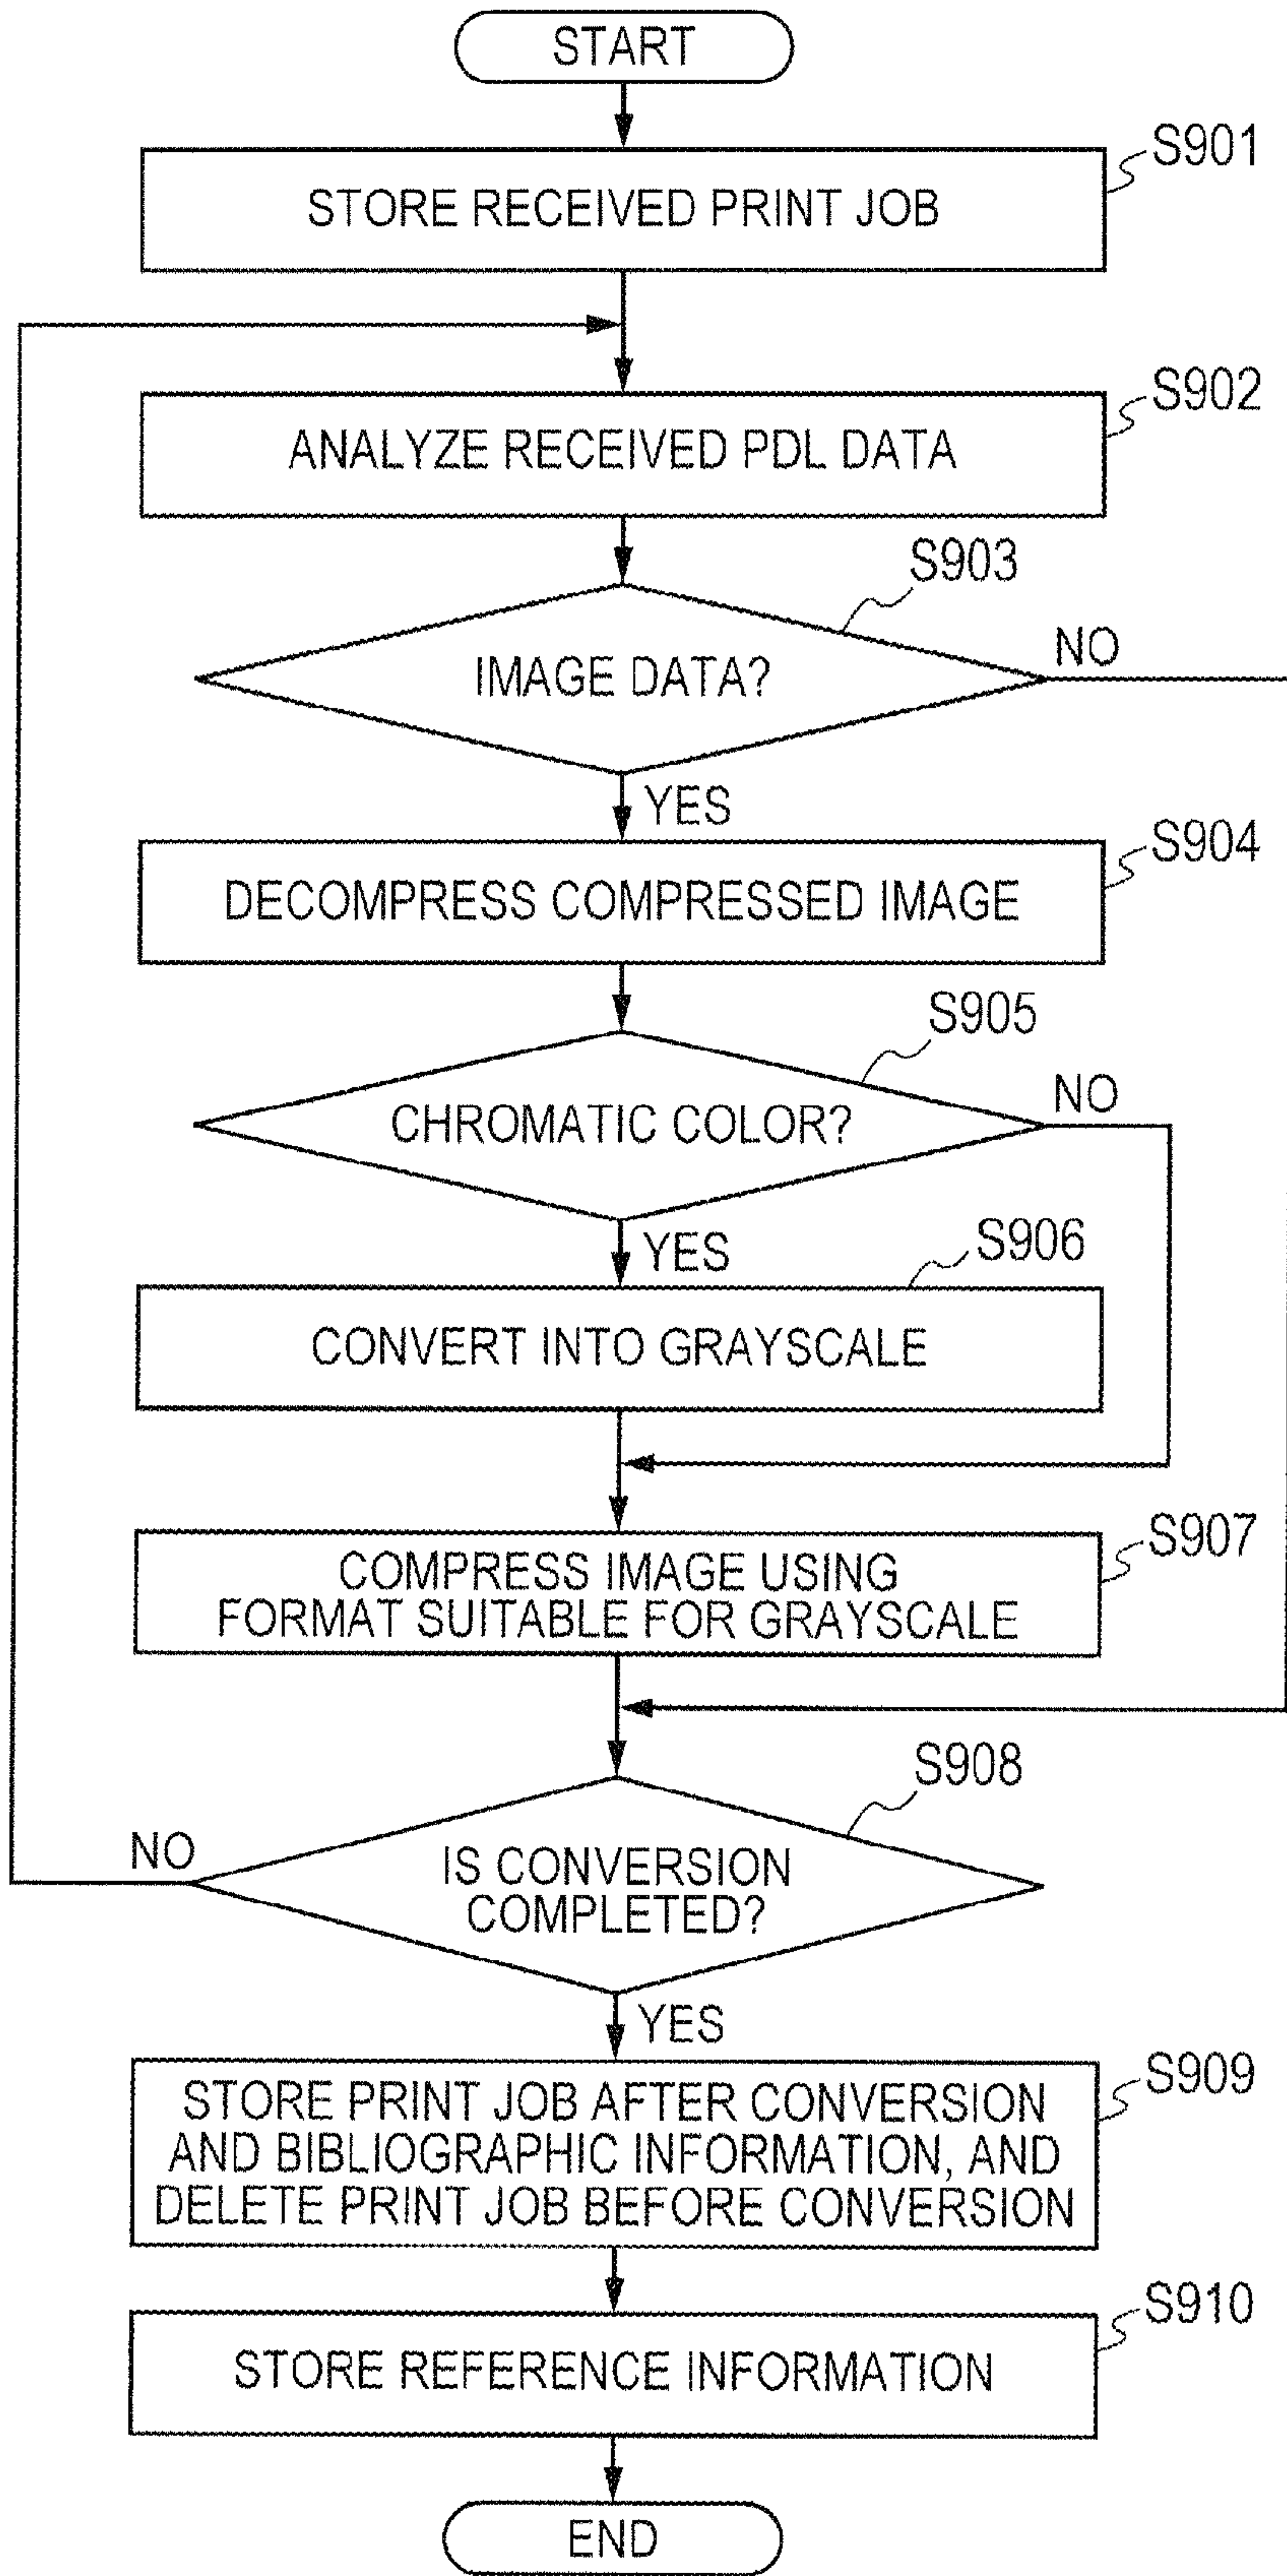 START
S901
STORE RECEIVED PRINT JOB
S902
ANALYZE RECEIVED PDL DATA
S903
IMAGE DATA?
NO
YES
S904
DECOMPRESS COMPRESSED IMAGE
S905
CHROMATIC COLOR?
NO
YES
S906
CONVERT INTO GRAYSCALE
S907
COMPRESS IMAGE USING
FORMAT SUITABLE FOR GRAYSCALE
S908
NO
IS CONVERSION
COMPLETED?
YES
S909
STORE PRINT JOB AFTER CONVERSION
AND BIBLIOGRAPHIC INFORMATION, AND
DELETE PRINT JOB BEFORE CONVERSION
S910
STORE REFERENCE INFORMATION
END